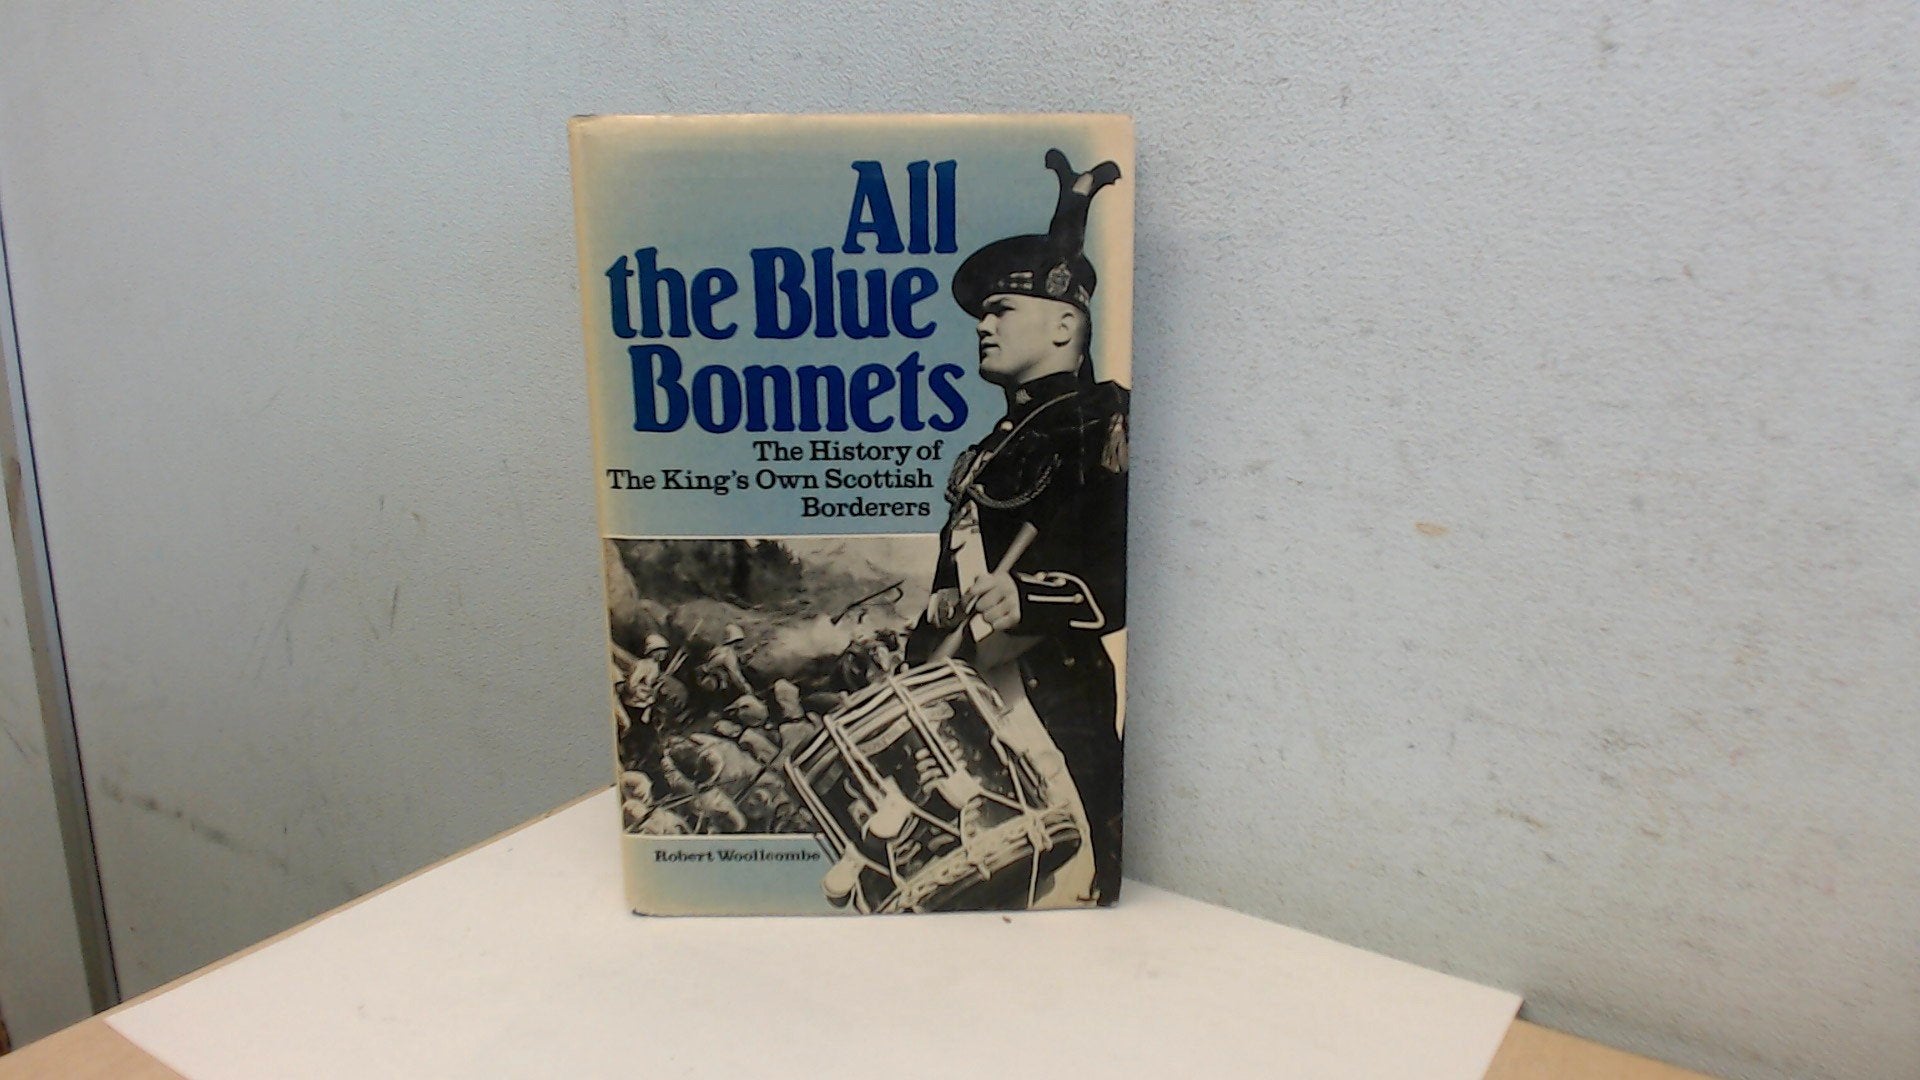 All
the Blue
Bonnets
The History of
The King's Own Scottish
Borderers
Robert Woollcombe